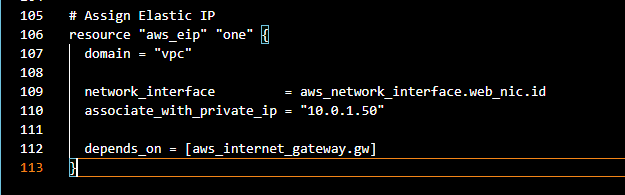 105 # Assign Elastic IP
106 resource "aws_eip" "one" {
107   domain = "vpc"
108
109   network_interface         = aws_network_interface.web_nic.id
110   associate_with_private_ip = "10.0.1.50"
111
112   depends_on = [aws_internet_gateway.gw]
113 }